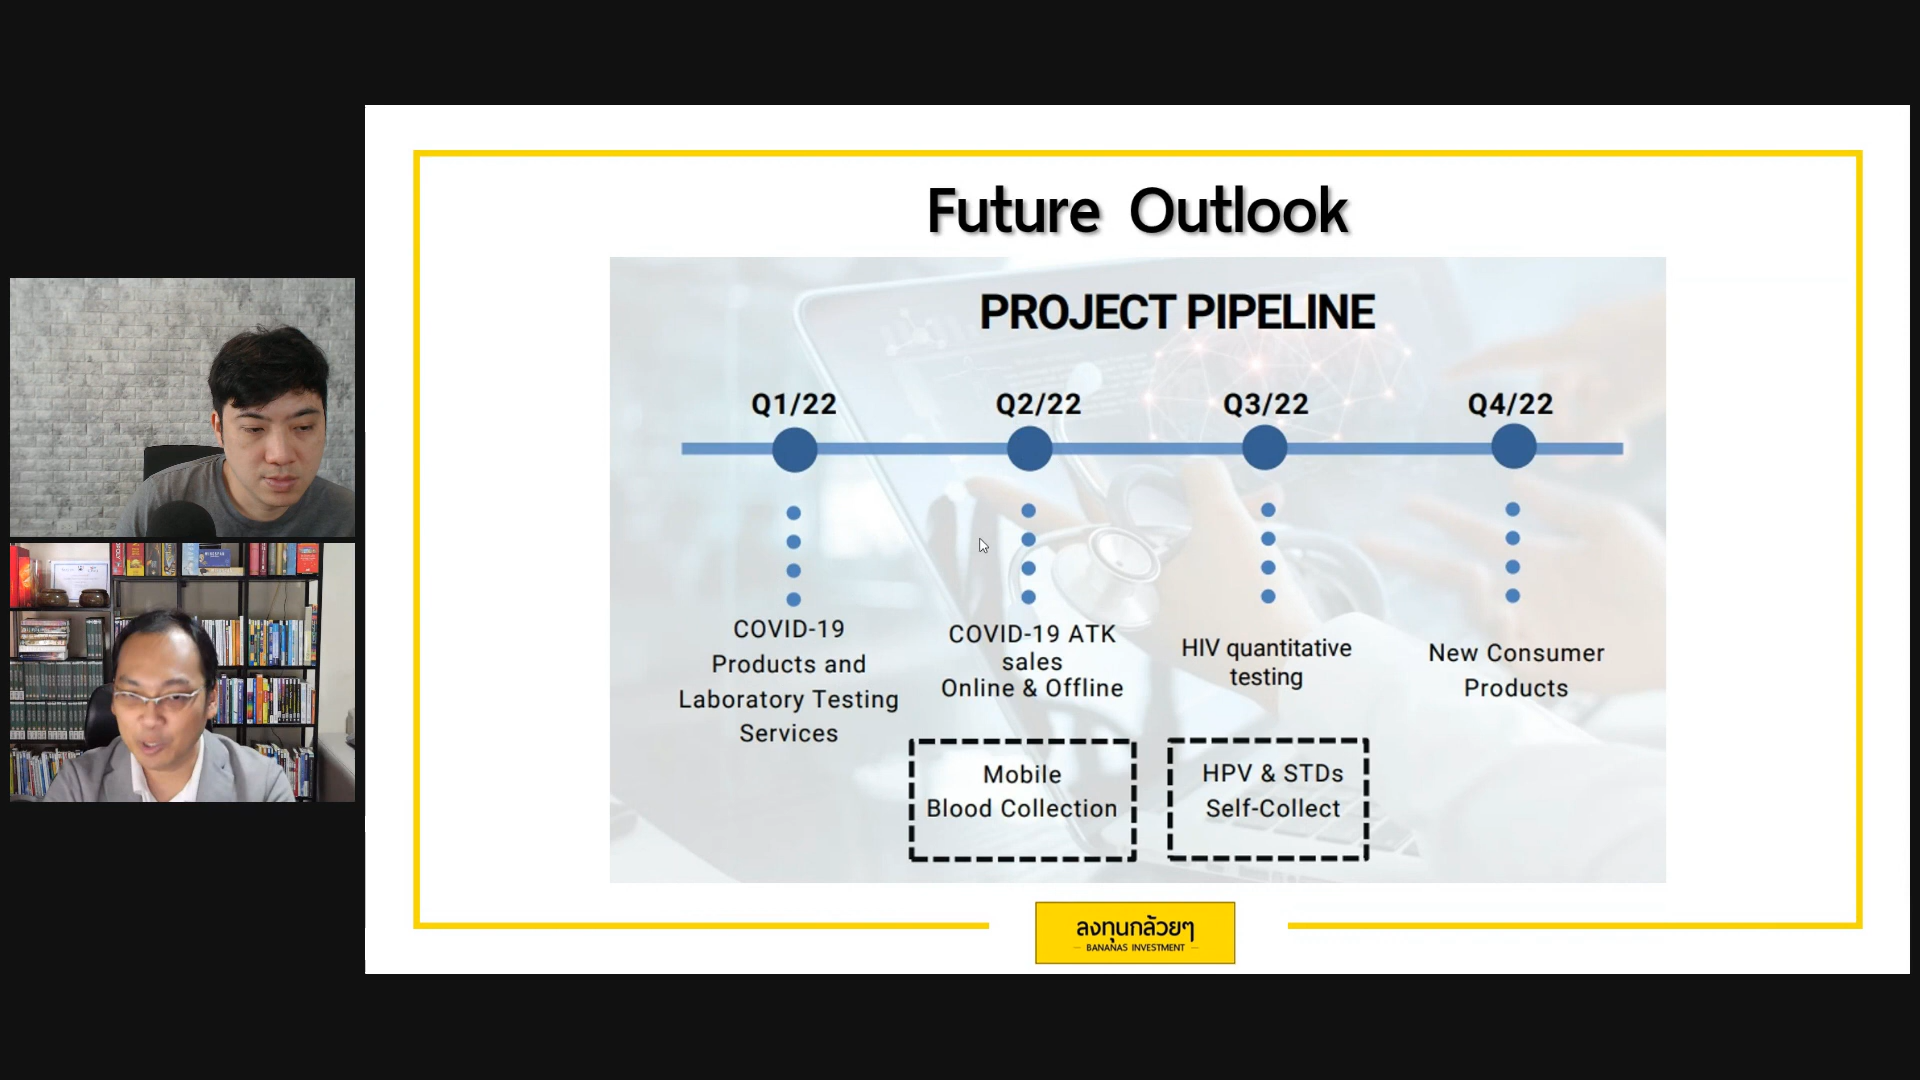 Future Outlook
PROJECT PIPELINE
Q1/22
Q2/22
Q3/22
Q4/22
COVID-19
Products and
Laboratory Testing
Services
COVID-19 ATK
sales
Online & Offline
Mobile
Blood Collection
HIV quantitative
testing
HPV & STDs
Self-Collect
New Consumer
Products
ลงทุนกล้วยๆ
BANANAS INVESTMENT